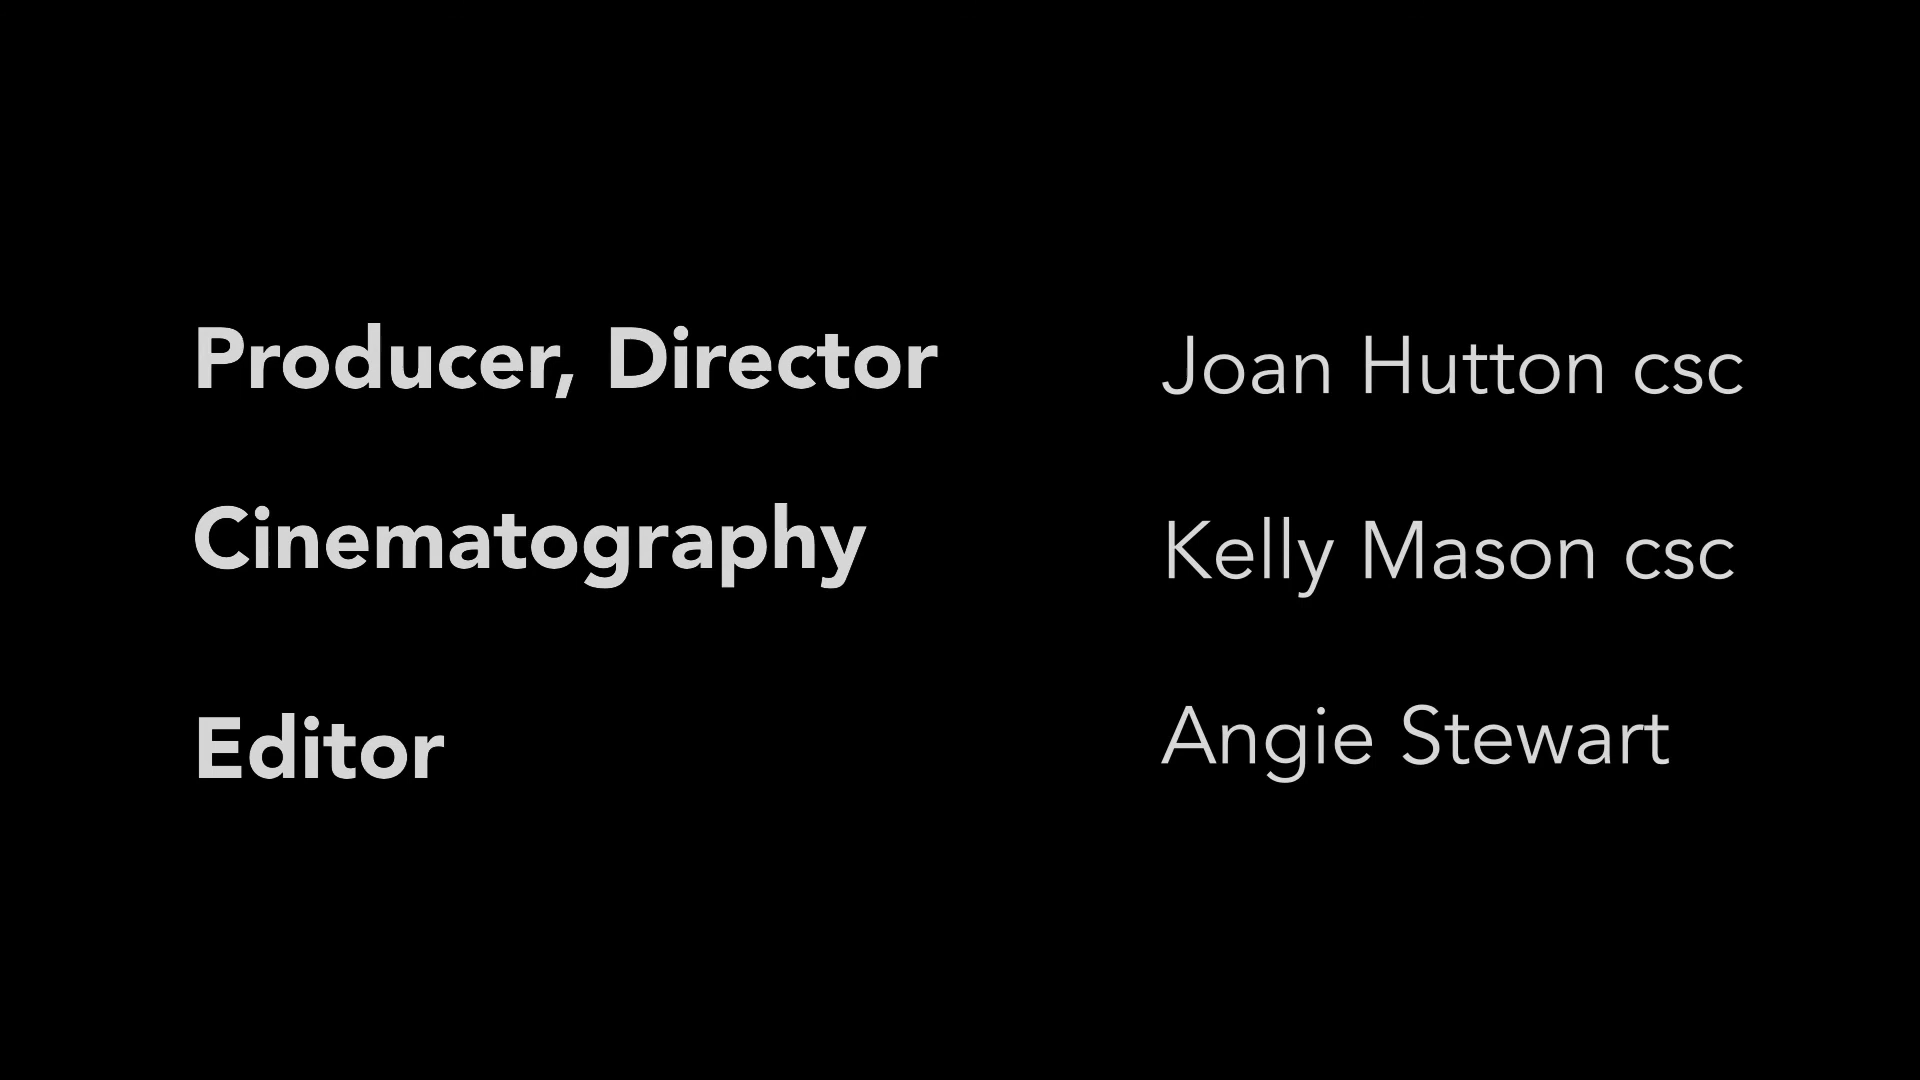 Producer, Director Joan Hutton csc
Cinematography Kelly Mason csc
Editor Angie Stewart